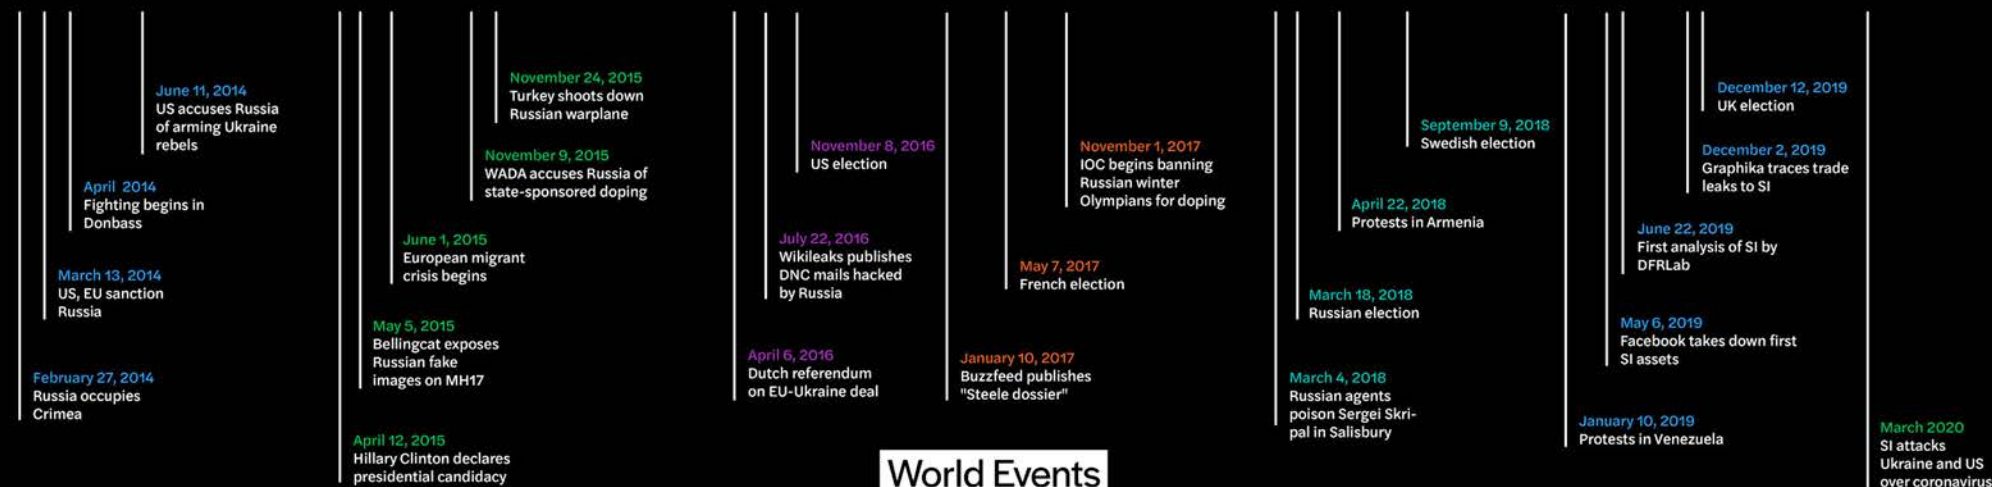 February 27, 2014
Russia occupies
Crimea
March 13, 2014
US, EU sanction
Russia
April 2014
Fighting begins in
Donbass
June 11, 2014
US accuses Russia
of arming Ukraine
rebels
April 12, 2015
Hillary Clinton declares
presidential candidacy
May 5, 2015
Bellingcat exposes
Russian fake
images on MH17
June 1, 2015
European migrant
crisis begins
November 9, 2015
WADA accuses Russia of
state-sponsored doping
November 24, 2015
Turkey shoots down
Russian warplane
April 6, 2016
Dutch referendum
on EU-Ukraine deal
July 22, 2016
Wikileaks publishes
DNC mails hacked
by Russia
November 8, 2016
US election
January 10, 2017
Buzzfeed publishes
"Steele dossier"
May 7, 2017
French election
November 1, 2017
IOC begins banning
Russian winter
Olympians for doping
March 4, 2018
Russian agents
poison Sergei Skri-
pal in Salisbury
March 18, 2018
Russian election
April 22, 2018
Protests in Armenia
September 9, 2018
Swedish election
January 10, 2019
Protests in Venezuela
May 6, 2019
Facebook takes down first
SI assets
June 22, 2019
First analysis of SI by
DFRLab
December 2, 2019
Graphika traces trade
leaks to SI
December 12, 2019
UK election
March 2020
SI attacks
Ukraine and US
over coronavirus
World Events